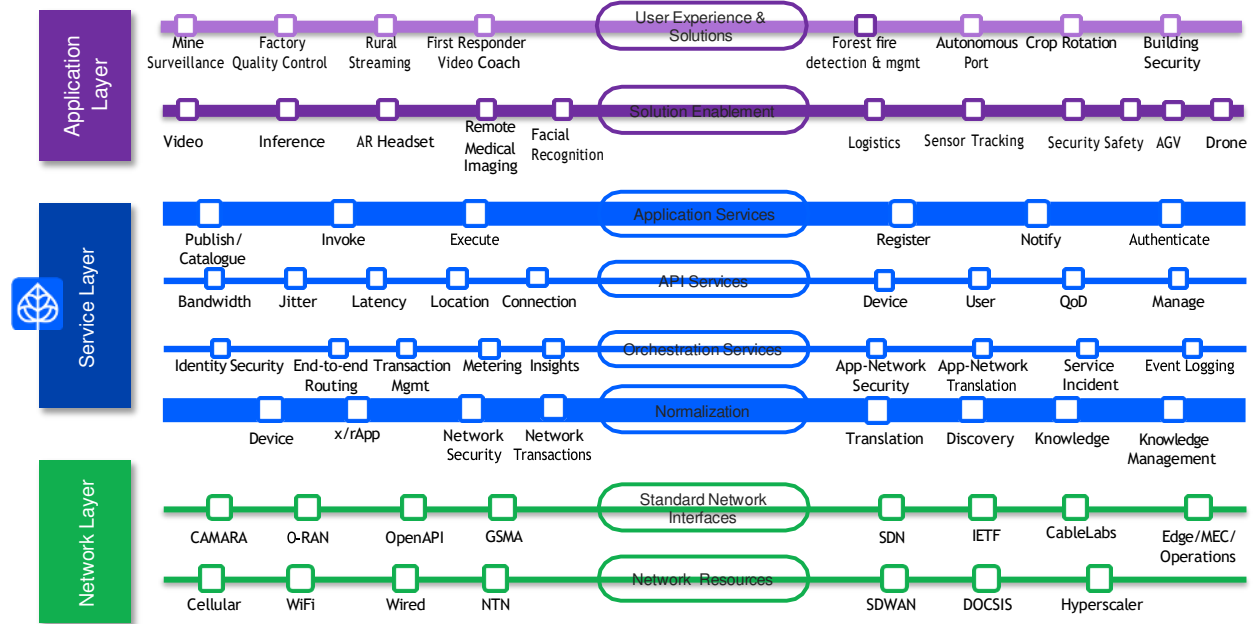 Application
Layer
User Experience &
Solutions
Mine
Surveillance
Factory
Quality Control
Rural
Streaming
First Responder
Video Coach
Forest fire
detection & mgmt
Autonomous
Port
Crop Rotation
Building
Security
Solution Enablement
Video
Inference
AR Headset
Remote
Medical
Imaging
Facial
Recognition
Logistics
Sensor Tracking
Security
Safety
AGV
Drone
Service Layer
Application Services
Publish/
Catalogue
Invoke
Execute
Register
Notify
Authenticate
API Services
Bandwidth
Jitter
Latency
Location
Connection
Device
User
QoD
Manage
Orchestration Services
Identity Security
End-to-end
Routing
Transaction
Mgmt
Metering
Insights
App-Network
Security
App-Network
Translation
Service
Incident
Event Logging
Normalization
Device
x/rApp
Network
Security
Network
Transactions
Translation
Discovery
Knowledge
Knowledge
Management
Network Layer
Standard Network
Interfaces
CAMARA
O-RAN
OpenAPI
GSMA
SDN
IETF
CableLabs
Edge/MEC/
Operations
Network Resources
Cellular
WiFi
Wired
NTN
SDWAN
DOCSIS
Hyperscaler